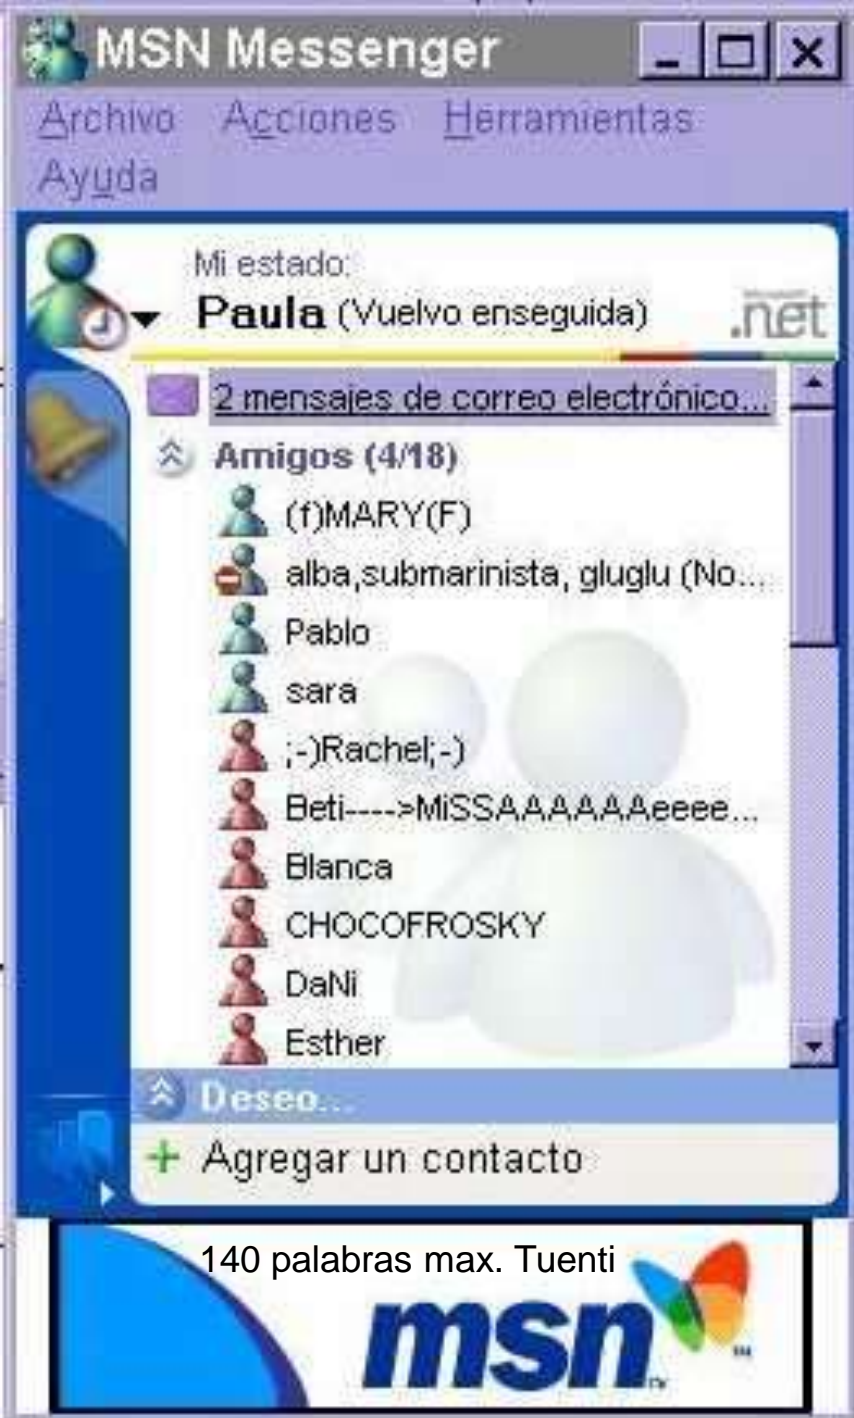 MSN Messenger
Archivo Acciones Herramientas
Ayuda
Mi estado:
Paula (Vuelvo enseguida)
.net
2 mensajes de correo electrónico...
Amigos (4/18)
(f)MARY(F)
alba,submarinista, gluglu (No...
Pablo
sara
;-)Rachel;-)
Beti---->MiSSAAAAAAeeee...
Blanca
CHOCOFROSKY
DaNi
Esther
Deseo...
+ Agregar un contacto
140 palabras max. Tuenti
msn